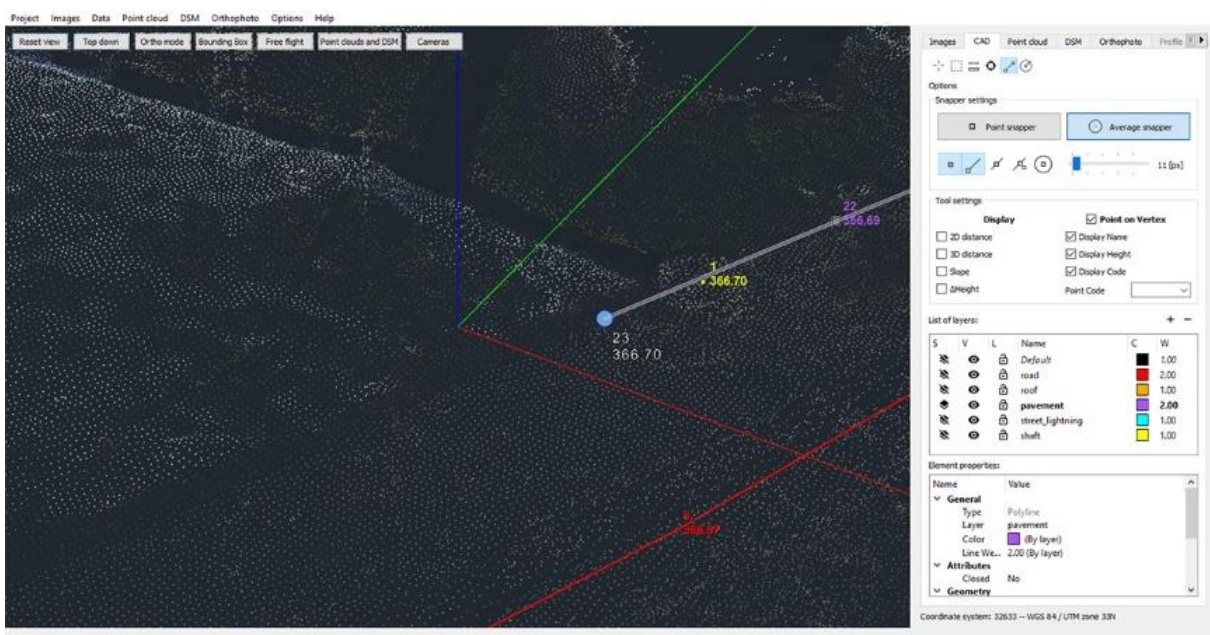 Project Images Data Point cloud DSM Orthophoto Options Help
Reset view Top down Ortho mode Bounding Box Free flight Point clouds and DSM Cameras
Images CAD Point cloud DSM Orthophoto Profile
Options
Snapper settings
Point snapper Average snapper
11 [px]
Tool settings
Display Point on Vertex
2D distance Display Name
3D distance Display Height
Slope Display Code
ΔHeight Point Code
22
366.69
1
366.70
23
366.70
List of layers: + −
S V L Name C W
Default 1.00
road 2.00
roof 1.00
pavement 2.00
street_lightning 1.00
shaft 1.00
Element properties:
Name Value
General
Type Polyline
Layer pavement
Color (By layer)
Line We... 2.00 (By layer)
Attributes
Closed No
Geometry
Coordinate system: 32633 -- WGS 84 / UTM zone 33N